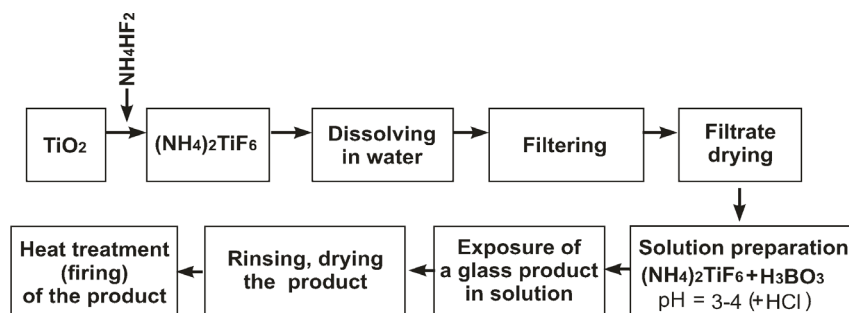 NH4HF2
TiO2
(NH4)2TiF6
Dissolving
in water
Filtering
Filtrate
drying
Heat treatment
(firing)
of the product
Rinsing, drying
the product
Exposure of
a glass product
in solution
Solution preparation
(NH4)2TiF6+H3BO3
pH = 3-4 (+HCl)